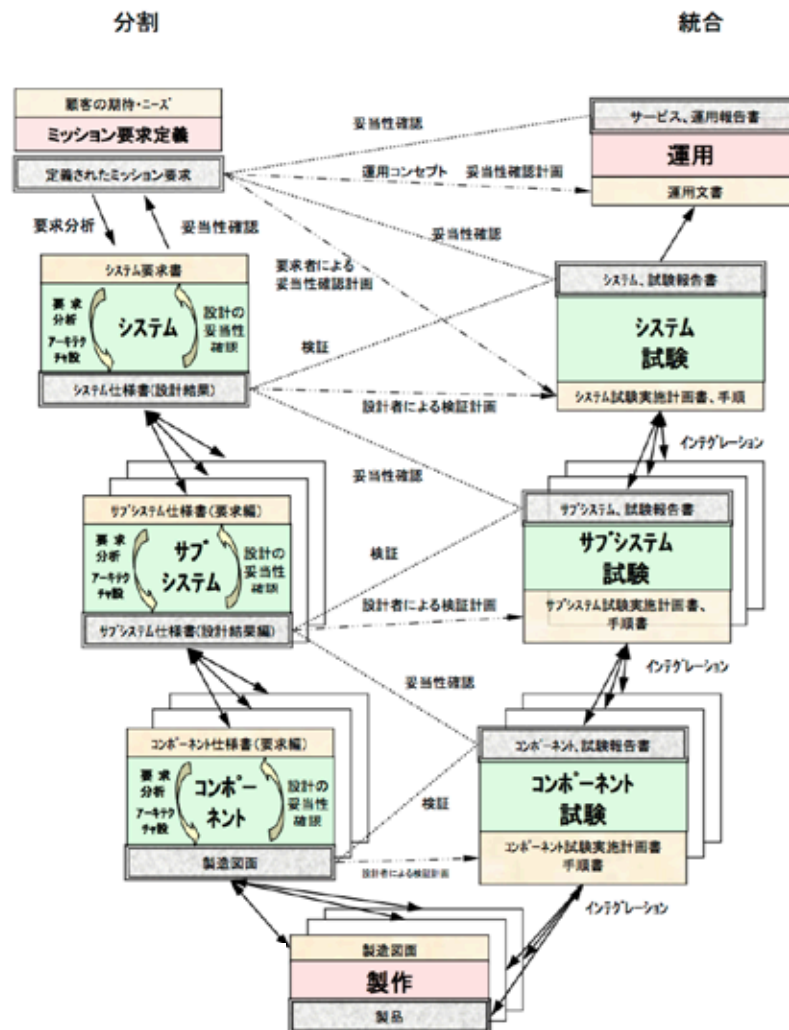 分割
統合
顧客の期待・ニーズ
ミッション要求定義
定義されたミッション要求
妥当性確認
サービス、運用報告書
運用
運用文書
運用コンセプト
妥当性確認計画
要求分析
妥当性確認
妥当性確認
要求者による
妥当性確認計画
システム要求書
要求
分析
アーキテク
チャ設
システム
設計の
妥当性
確認
システム仕様書(設計結果)
検証
設計者による検証計画
システム、試験報告書
システム
試験
システム試験実施計画書、手順
インテグレーション
妥当性確認
サブシステム仕様書(要求編)
要求
分析
アーキテク
チャ設
サブ
システム
設計の
妥当性
確認
サブシステム仕様書(設計結果編)
検証
設計者による検証計画
サブシステム、試験報告書
サブシステム
試験
サブシステム試験実施計画書、
手順書
インテグレーション
妥当性確認
コンポーネント仕様書(要求編)
要求
分析
アーキテク
チャ設
コンポー
ネント
設計の
妥当性
確認
製造図面
検証
設計者による検証計画
コンポーネント、試験報告書
コンポーネント
試験
コンポーネント試験実施計画書
手順書
インテグレーション
製造図面
製作
製品